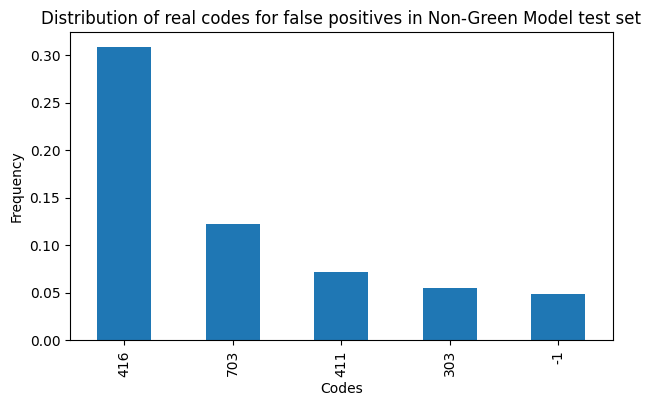 Distribution of real codes for false positives in Non-Green Model test set
0.30
0.25
0.20
0.15
0.10
0.05
0.00
Frequency
416 703 411 303 -1
Codes